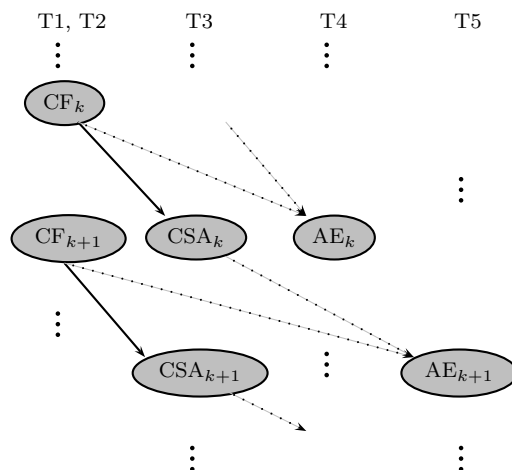 T1, T2 T3 T4 T5
CF_k
CF_{k+1} CSA_k AE_k
CSA_{k+1} AE_{k+1}